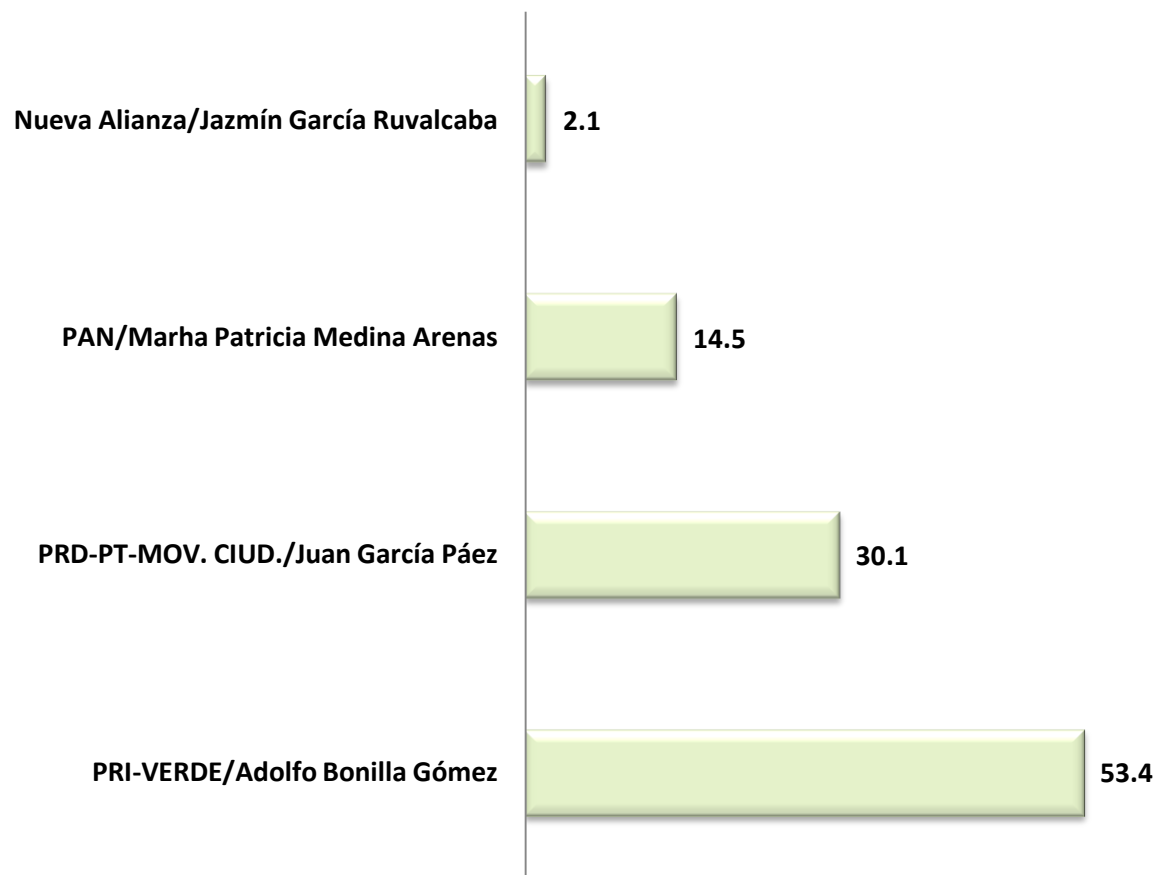 Nueva Alianza/Jazmín García Ruvalcaba 2.1
PAN/Marha Patricia Medina Arenas 14.5
PRD-PT-MOV. CIUD./Juan García Páez 30.1
PRI-VERDE/Adolfo Bonilla Gómez 53.4